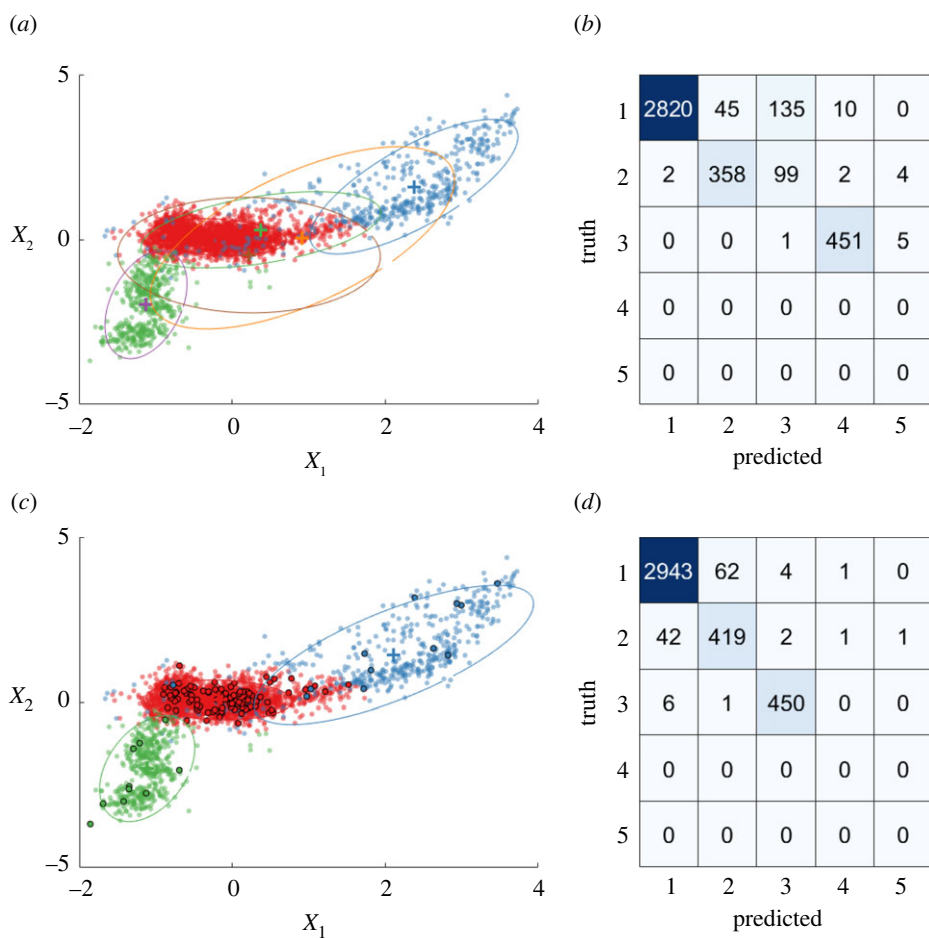 (a)
5
X2
0
–5
–2 0 2 4
X1
(b)
truth
1 2820 45 135 10 0
2 2 358 99 2 4
3 0 0 1 451 5
4 0 0 0 0 0
5 0 0 0 0 0
1 2 3 4 5
predicted
(c)
5
X2
0
–5
–2 0 2 4
X1
(d)
truth
1 2943 62 4 1 0
2 42 419 2 1 1
3 6 1 450 0 0
4 0 0 0 0 0
5 0 0 0 0 0
1 2 3 4 5
predicted